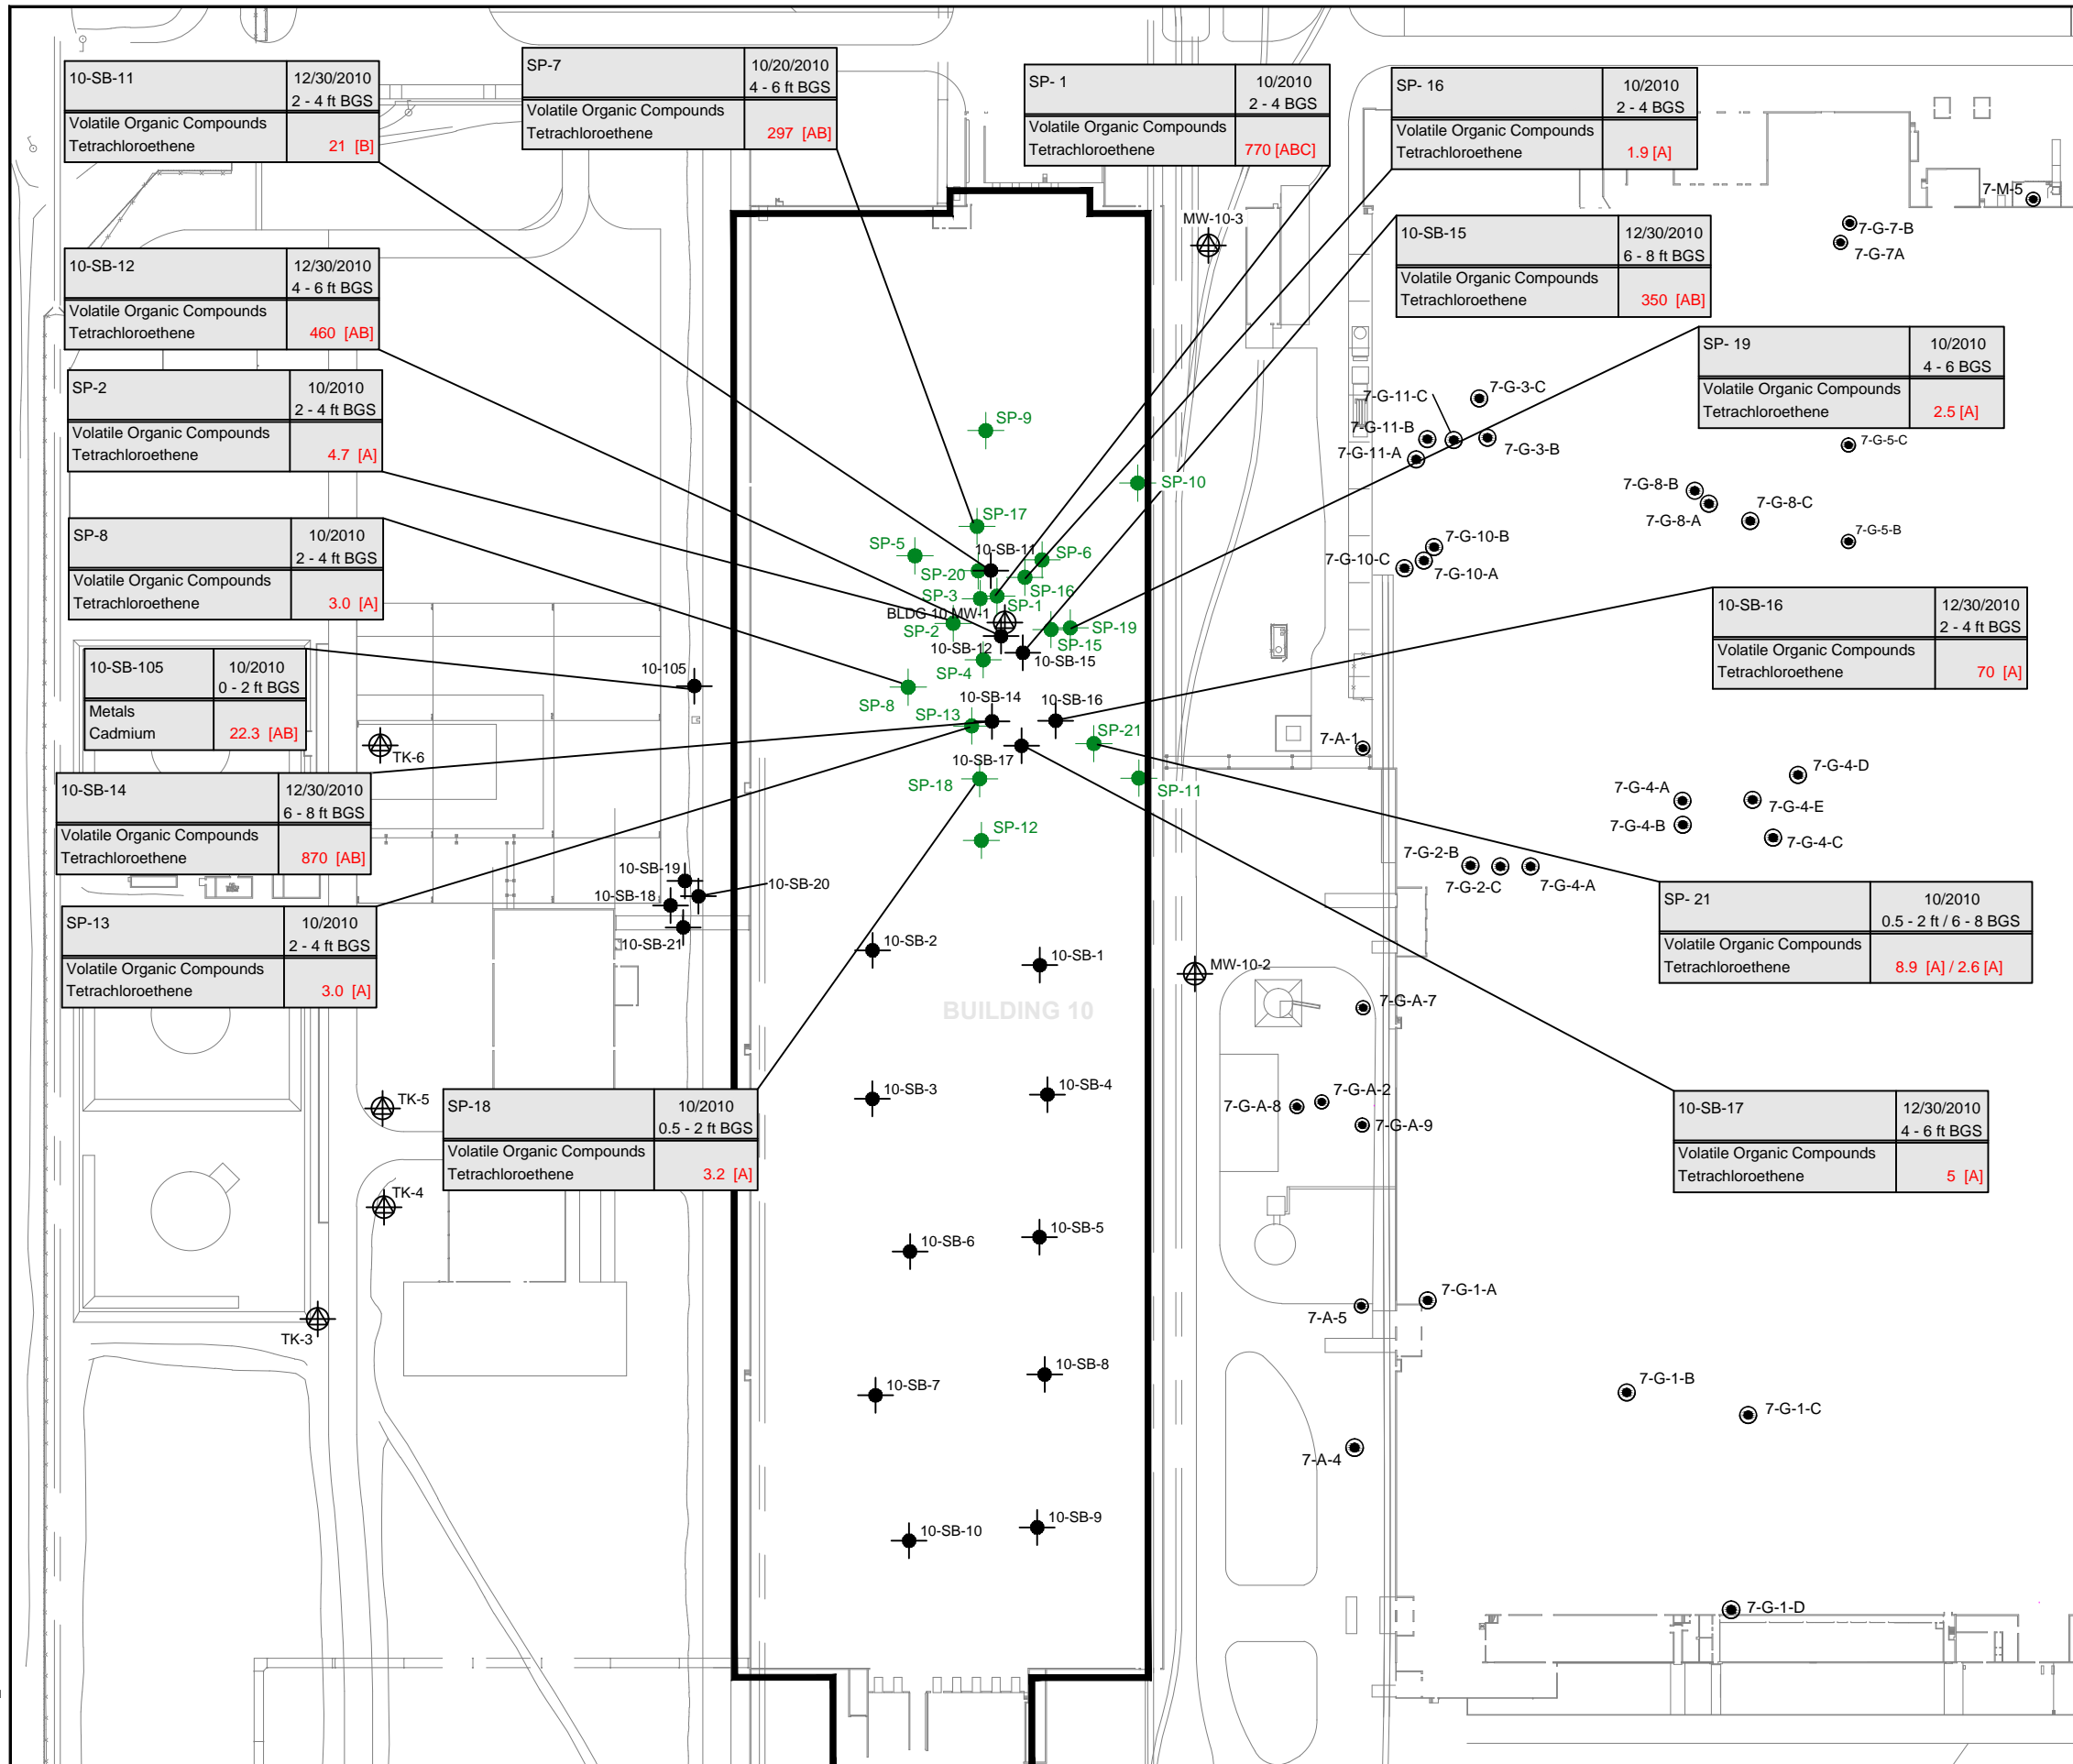 10-SB-11 12/30/2010
2 - 4 ft BGS
Volatile Organic Compounds
Tetrachloroethene 21 [B]
SP-7 10/20/2010
4 - 6 ft BGS
Volatile Organic Compounds
Tetrachloroethene 297 [AB]
SP- 1 10/2010
2 - 4 BGS
Volatile Organic Compounds
Tetrachloroethene 770 [ABC]
SP- 16 10/2010
2 - 4 BGS
Volatile Organic Compounds
Tetrachloroethene 1.9 [A]
10-SB-12 12/30/2010
4 - 6 ft BGS
Volatile Organic Compounds
Tetrachloroethene 460 [AB]
10-SB-15 12/30/2010
6 - 8 ft BGS
Volatile Organic Compounds
Tetrachloroethene 350 [AB]
SP-2 10/2010
2 - 4 ft BGS
Volatile Organic Compounds
Tetrachloroethene 4.7 [A]
SP- 19 10/2010
4 - 6 BGS
Volatile Organic Compounds
Tetrachloroethene 2.5 [A]
SP-8 10/2010
2 - 4 ft BGS
Volatile Organic Compounds
Tetrachloroethene 3.0 [A]
10-SB-16 12/30/2010
2 - 4 ft BGS
Volatile Organic Compounds
Tetrachloroethene 70 [A]
10-SB-105 10/2010
0 - 2 ft BGS
Metals
Cadmium 22.3 [AB]
10-SB-14 12/30/2010
6 - 8 ft BGS
Volatile Organic Compounds
Tetrachloroethene 870 [AB]
SP-13 10/2010
2 - 4 ft BGS
Volatile Organic Compounds
Tetrachloroethene 3.0 [A]
SP- 21 10/2010
0.5 - 2 ft / 6 - 8 BGS
Volatile Organic Compounds
Tetrachloroethene 8.9 [A] / 2.6 [A]
SP-18 10/2010
0.5 - 2 ft BGS
Volatile Organic Compounds
Tetrachloroethene 3.2 [A]
10-SB-17 12/30/2010
4 - 6 ft BGS
Volatile Organic Compounds
Tetrachloroethene 5 [A]
MW-10-3
7-M-5
7-G-7-B
7-G-7A
SP-9
SP-10
SP-17
SP-5
10-SB-11
SP-6
SP-20
SP-16
SP-3
SP-1
BLDG 10 MW-1
SP-2
SP-19
SP-15
10-SB-12
10-SB-15
SP-4
SP-8
10-SB-14
10-SB-16
SP-13
SP-21
10-SB-17
SP-18
SP-11
SP-12
10-105
TK-6
7-G-11-C
7-G-3-C
7-G-11-B
7-G-3-B
7-G-11-A
7-G-5-C
7-G-8-B
7-G-8-A
7-G-8-C
7-G-5-B
7-G-10-B
7-G-10-C
7-G-10-A
7-A-1
7-G-4-D
7-G-4-A
7-G-4-E
7-G-4-B
7-G-4-C
7-G-2-B
7-G-2-C
7-G-4-A
10-SB-19
10-SB-20
10-SB-18
10-SB-21
10-SB-2
10-SB-1
MW-10-2
BUILDING 10
7-G-A-7
TK-5
10-SB-3
10-SB-4
7-G-A-2
7-G-A-8
7-G-A-9
TK-4
10-SB-6
10-SB-5
TK-3
7-A-5
7-G-1-A
10-SB-7
10-SB-8
7-G-1-B
7-G-1-C
7-A-4
10-SB-10
10-SB-9
7-G-1-D